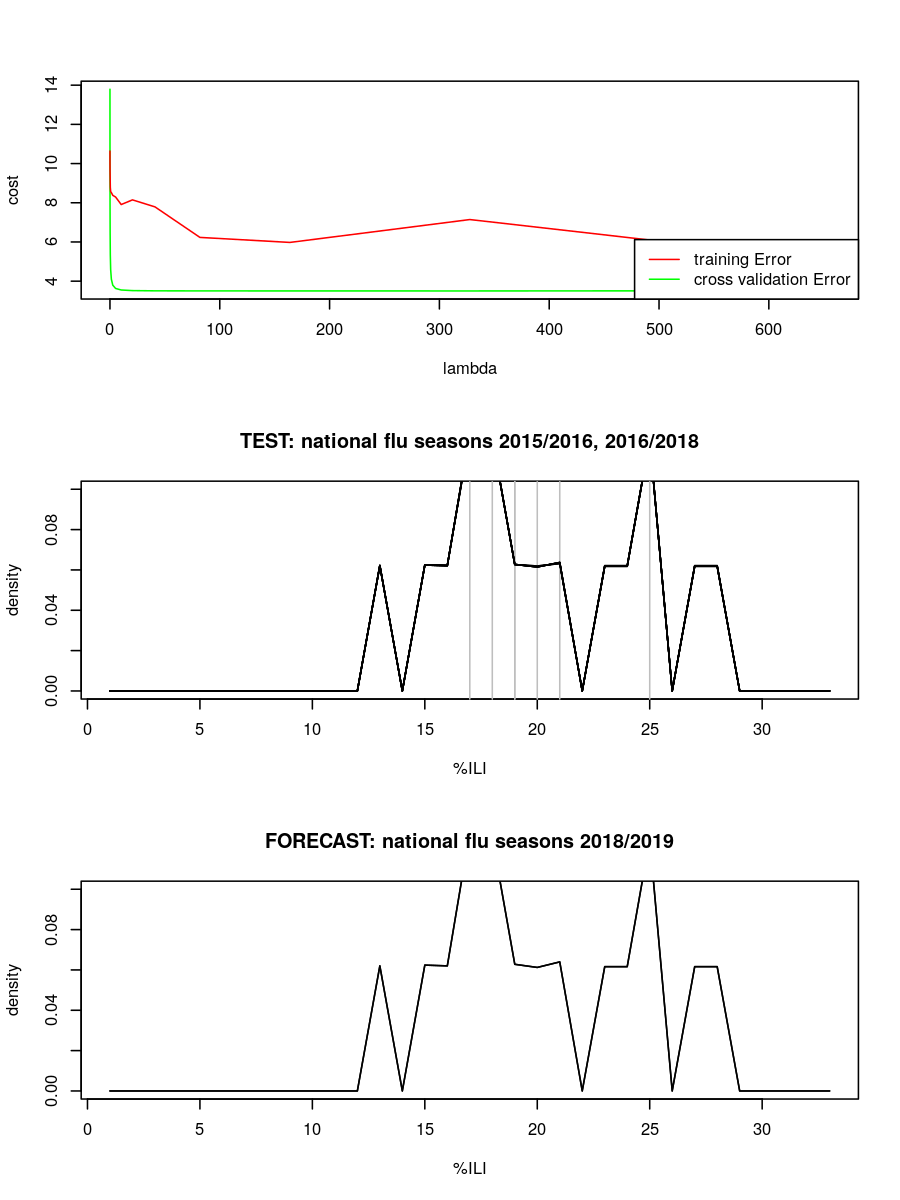 cost
14
12
10
8
6
4
training Error
cross validation Error
0 100 200 300 400 500 600
lambda
TEST: national flu seasons 2015/2016, 2016/2018
density
0.08
0.04
0.00
0 5 10 15 20 25 30
%ILI
FORECAST: national flu seasons 2018/2019
density
0.08
0.04
0.00
0 5 10 15 20 25 30
%ILI